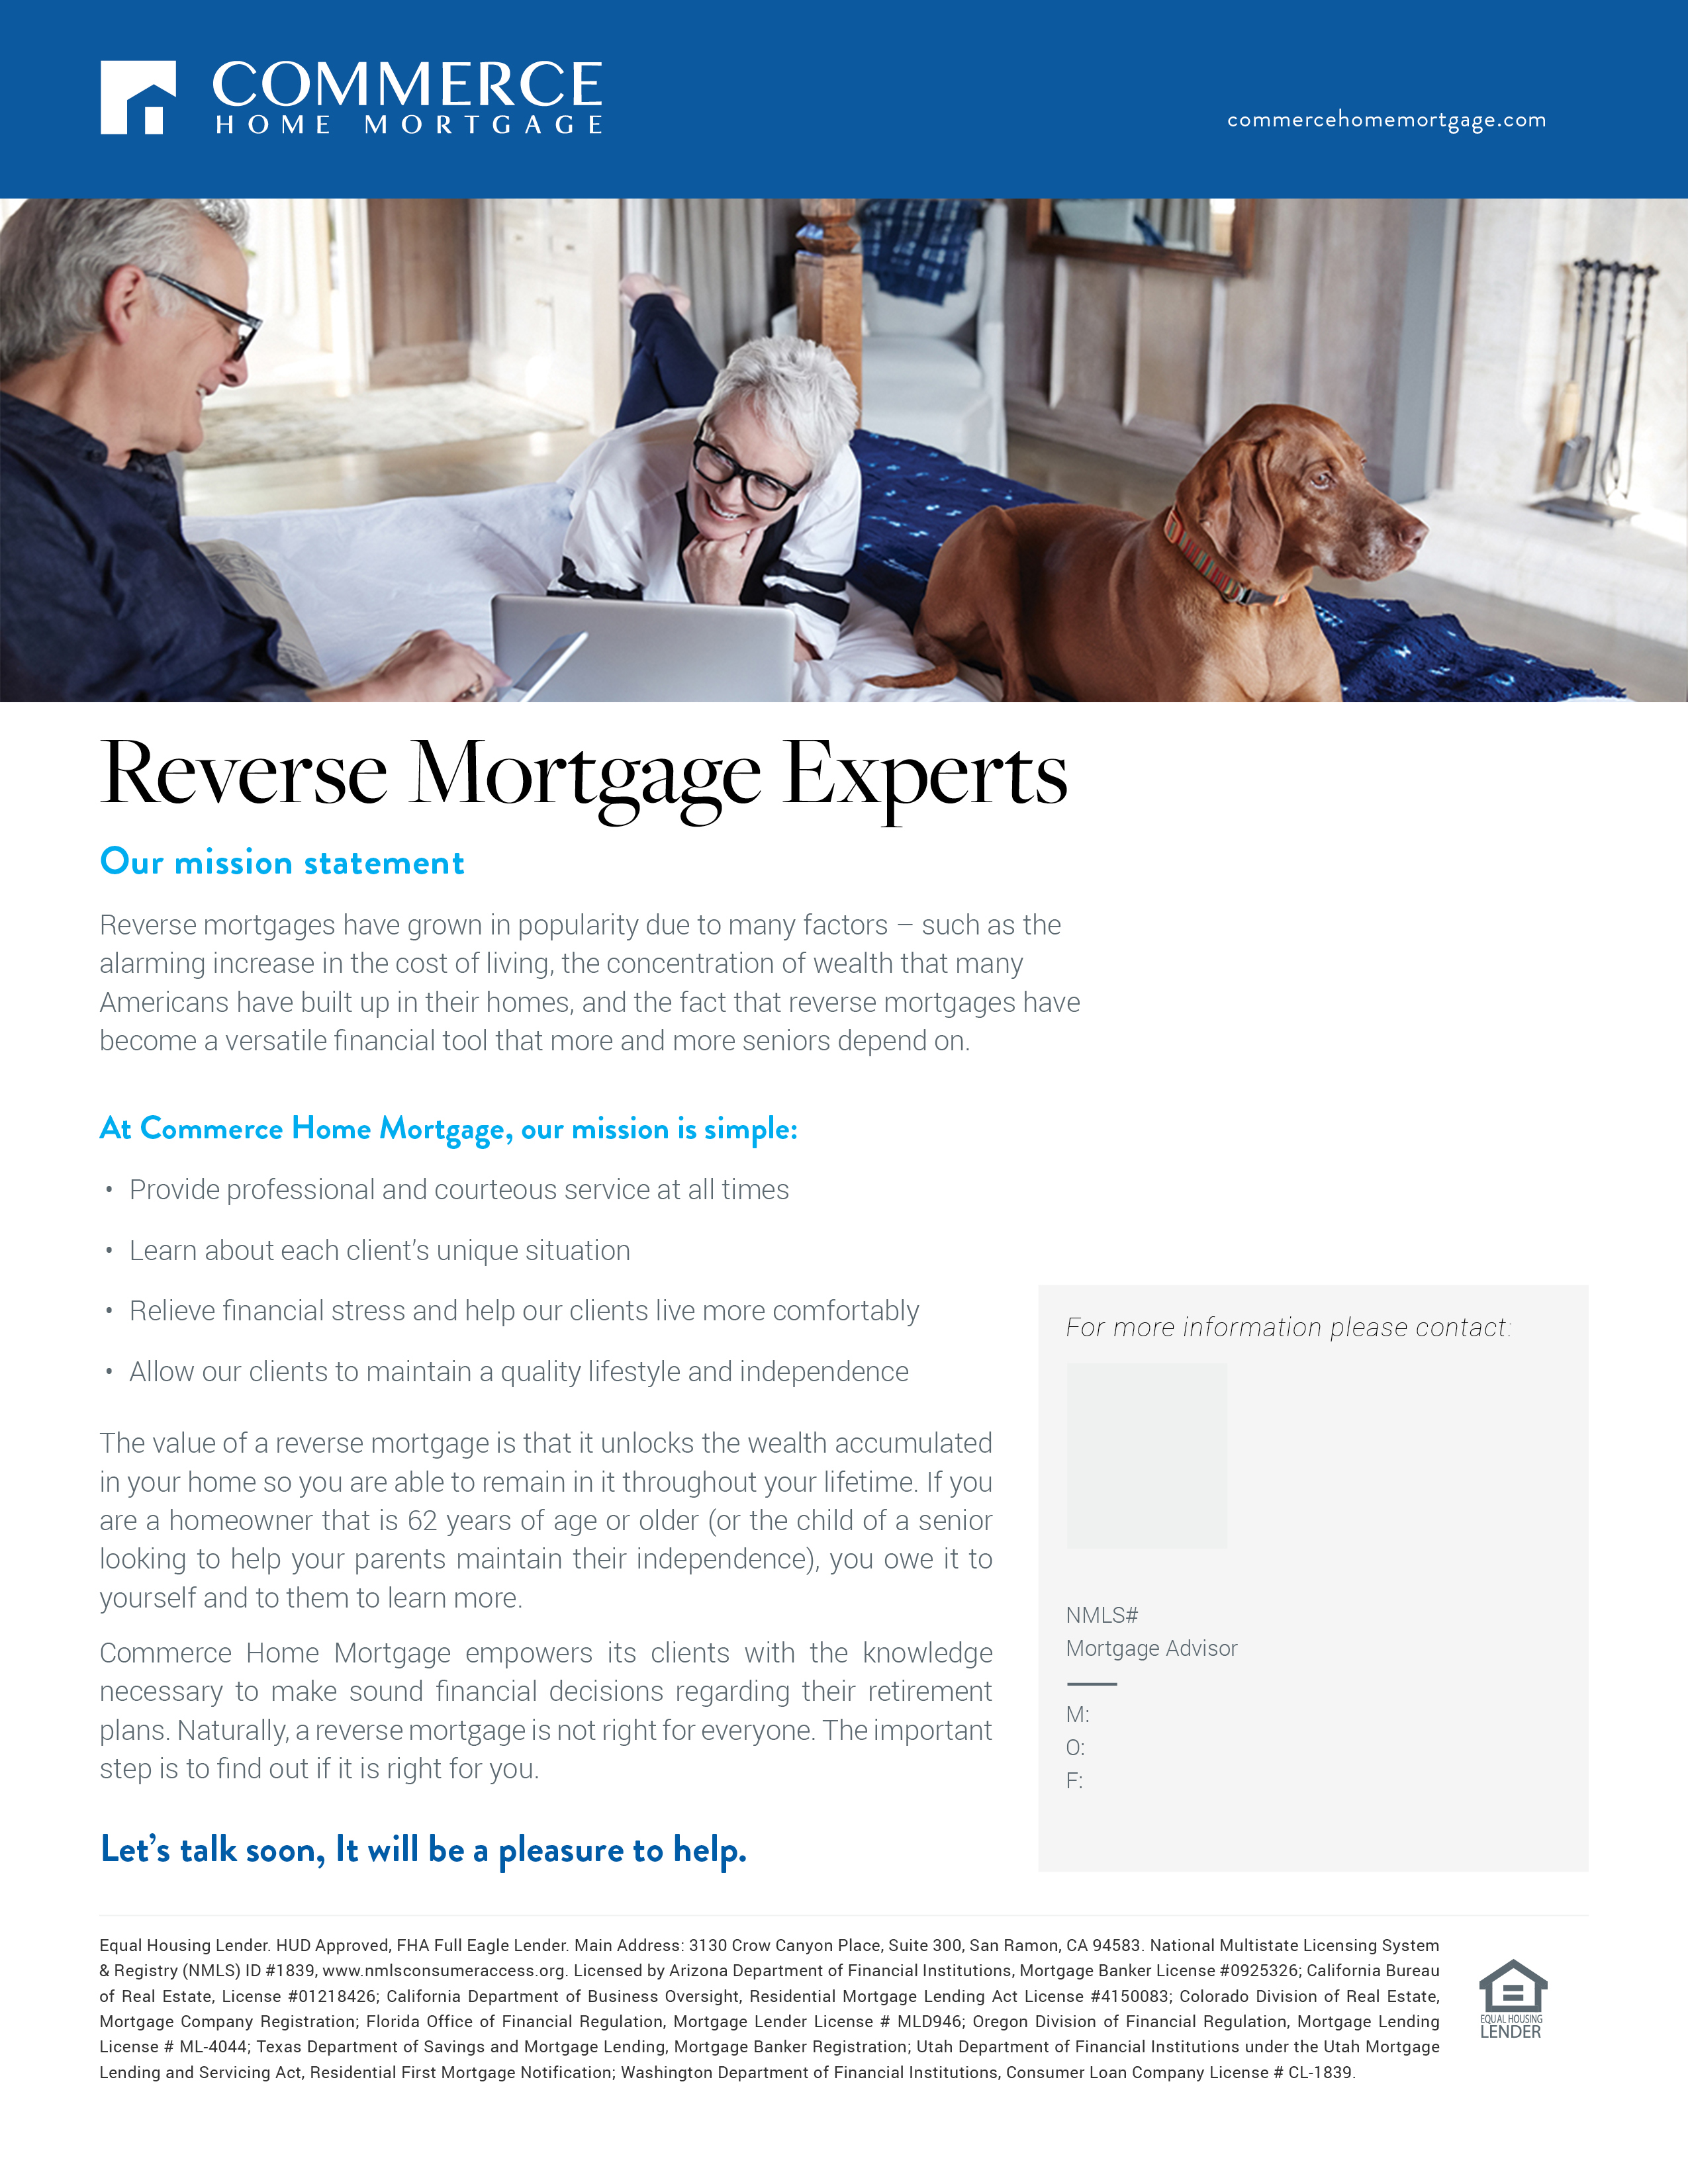 COMMERCE
HOME MORTGAGE
commercehomemortgage.com
Reverse Mortgage Experts
Our mission statement
Reverse mortgages have grown in popularity due to many factors – such as the
alarming increase in the cost of living, the concentration of wealth that many
Americans have built up in their homes, and the fact that reverse mortgages have
become a versatile financial tool that more and more seniors depend on.
At Commerce Home Mortgage, our mission is simple:
• Provide professional and courteous service at all times
• Learn about each client’s unique situation
• Relieve financial stress and help our clients live more comfortably
• Allow our clients to maintain a quality lifestyle and independence
The value of a reverse mortgage is that it unlocks the wealth accumulated
in your home so you are able to remain in it throughout your lifetime. If you
are a homeowner that is 62 years of age or older (or the child of a senior
looking to help your parents maintain their independence), you owe it to
yourself and to them to learn more.
Commerce Home Mortgage empowers its clients with the knowledge
necessary to make sound financial decisions regarding their retirement
plans. Naturally, a reverse mortgage is not right for everyone. The important
step is to find out if it is right for you.
Let’s talk soon, It will be a pleasure to help.
For more information please contact:
NMLS#
Mortgage Advisor
M:
O:
F:
Equal Housing Lender. HUD Approved, FHA Full Eagle Lender. Main Address: 3130 Crow Canyon Place, Suite 300, San Ramon, CA 94583. National Multistate Licensing System
& Registry (NMLS) ID #1839, www.nmlsconsumeraccess.org. Licensed by Arizona Department of Financial Institutions, Mortgage Banker License #0925326; California Bureau
of Real Estate, License #01218426; California Department of Business Oversight, Residential Mortgage Lending Act License #4150083; Colorado Division of Real Estate,
Mortgage Company Registration; Florida Office of Financial Regulation, Mortgage Lender License # MLD946; Oregon Division of Financial Regulation, Mortgage Lending
License # ML-4044; Texas Department of Savings and Mortgage Lending, Mortgage Banker Registration; Utah Department of Financial Institutions under the Utah Mortgage
Lending and Servicing Act, Residential First Mortgage Notification; Washington Department of Financial Institutions, Consumer Loan Company License # CL-1839.
EQUAL HOUSING
LENDER